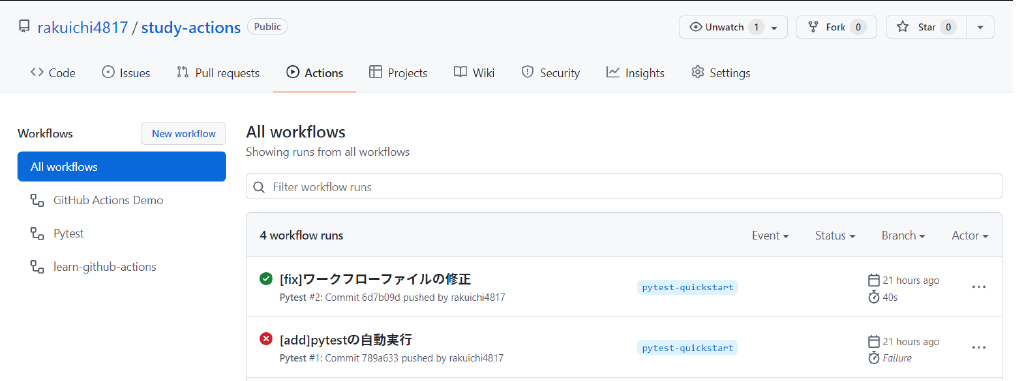 rakuichi4817 / study-actions Public Unwatch 1 Fork 0 Star 0
Code Issues Pull requests Actions Projects Wiki Security Insights Settings
Workflows New workflow
All workflows
GitHub Actions Demo
Pytest
learn-github-actions
All workflows
Showing runs from all workflows
Filter workflow runs
4 workflow runs Event Status Branch Actor
[fix]ワークフローファイルの修正
Pytest #2: Commit 6d7b09d pushed by rakuichi4817
pytest-quickstart
21 hours ago
40s
[add]pytestの自動実行
Pytest #1: Commit 789a633 pushed by rakuichi4817
pytest-quickstart
21 hours ago
Failure